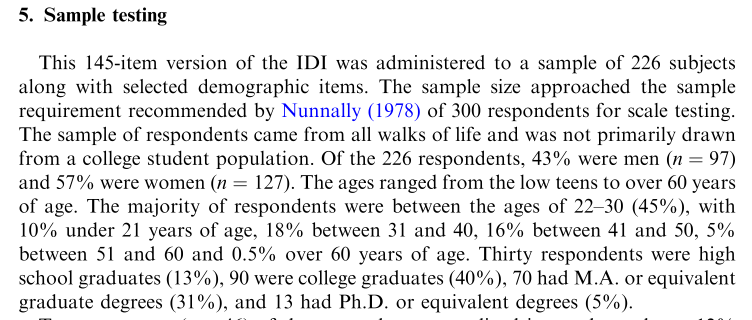 5. Sample testing
This 145-item version of the IDI was administered to a sample of 226 subjects
along with selected demographic items. The sample size approached the sample
requirement recommended by Nunnally (1978) of 300 respondents for scale testing.
The sample of respondents came from all walks of life and was not primarily drawn
from a college student population. Of the 226 respondents, 43% were men (n = 97)
and 57% were women (n = 127). The ages ranged from the low teens to over 60 years
of age. The majority of respondents were between the ages of 22–30 (45%), with
10% under 21 years of age, 18% between 31 and 40, 16% between 41 and 50, 5%
between 51 and 60 and 0.5% over 60 years of age. Thirty respondents were high
school graduates (13%), 90 were college graduates (40%), 70 had M.A. or equivalent
graduate degrees (31%), and 13 had Ph.D. or equivalent degrees (5%).